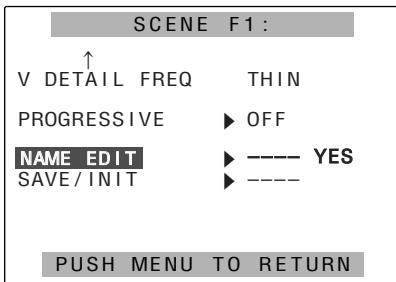 SCENE F1:
↑
V DETAIL FREQ THIN
PROGRESSIVE ▶ OFF
NAME EDIT ▶ –––– YES
SAVE/INIT ▶ ––––
PUSH MENU TO RETURN